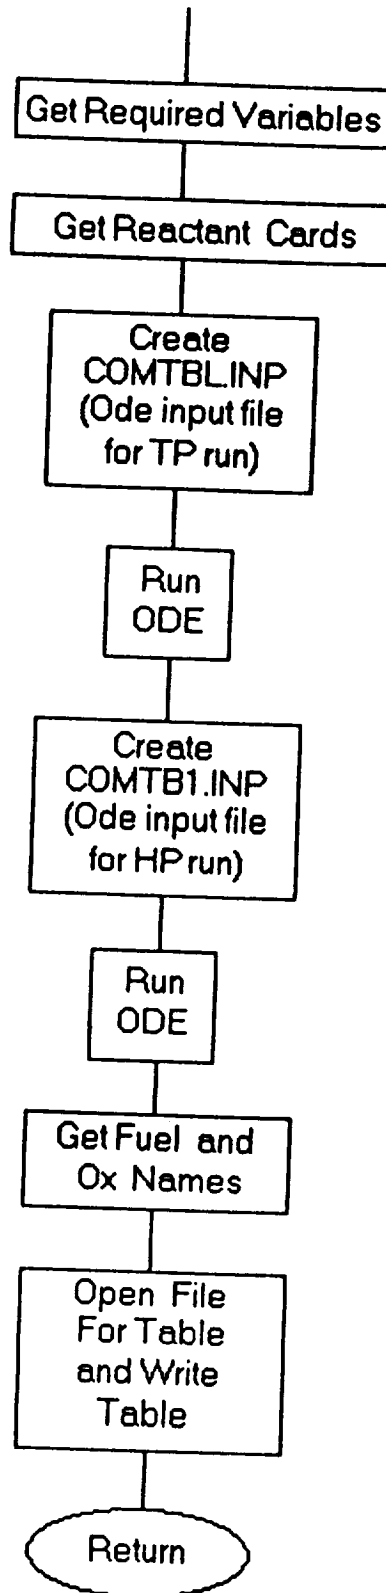 Get Required Variables
Get Reactant Cards
Create
COMTBL.INP
(Ode input file
for TP run)
Run
ODE
Create
COMTB1.INP
(Ode input file
for HP run)
Run
ODE
Get Fuel and
Ox Names
Open File
For Table
and Write
Table
Return